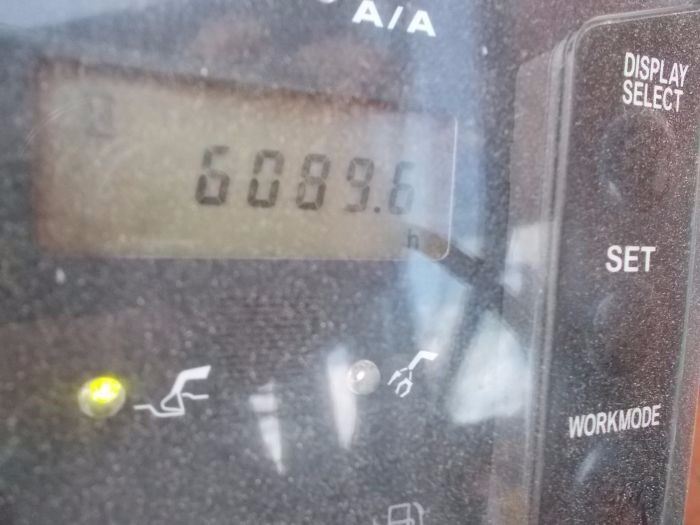 A/A
DISPLAY
SELECT
6089.6
h
SET
WORKMODE